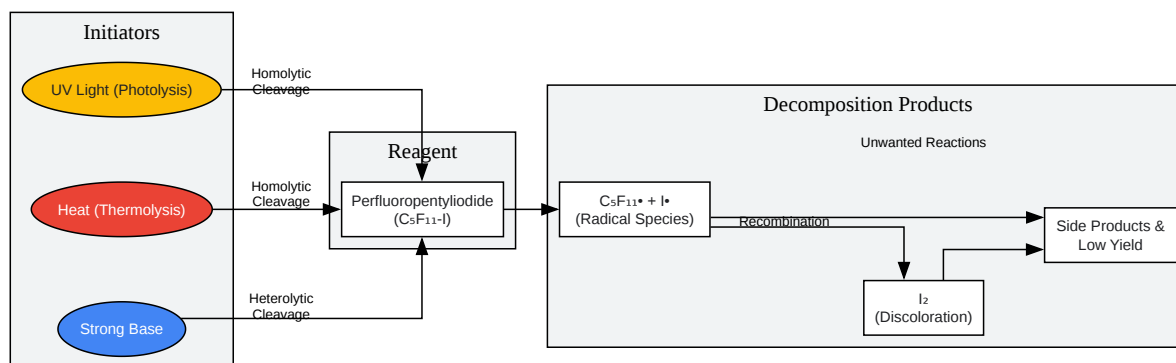 Initiators
UV Light (Photolysis)
Heat (Thermolysis)
Strong Base
Homolytic
Cleavage
Homolytic
Cleavage
Heterolytic
Cleavage
Reagent
Perfluoropentyliodide
(C₅F₁₁-I)
Decomposition Products
Unwanted Reactions
C₅F₁₁• + I•
(Radical Species)
Recombination
I₂
(Discoloration)
Side Products &
Low Yield